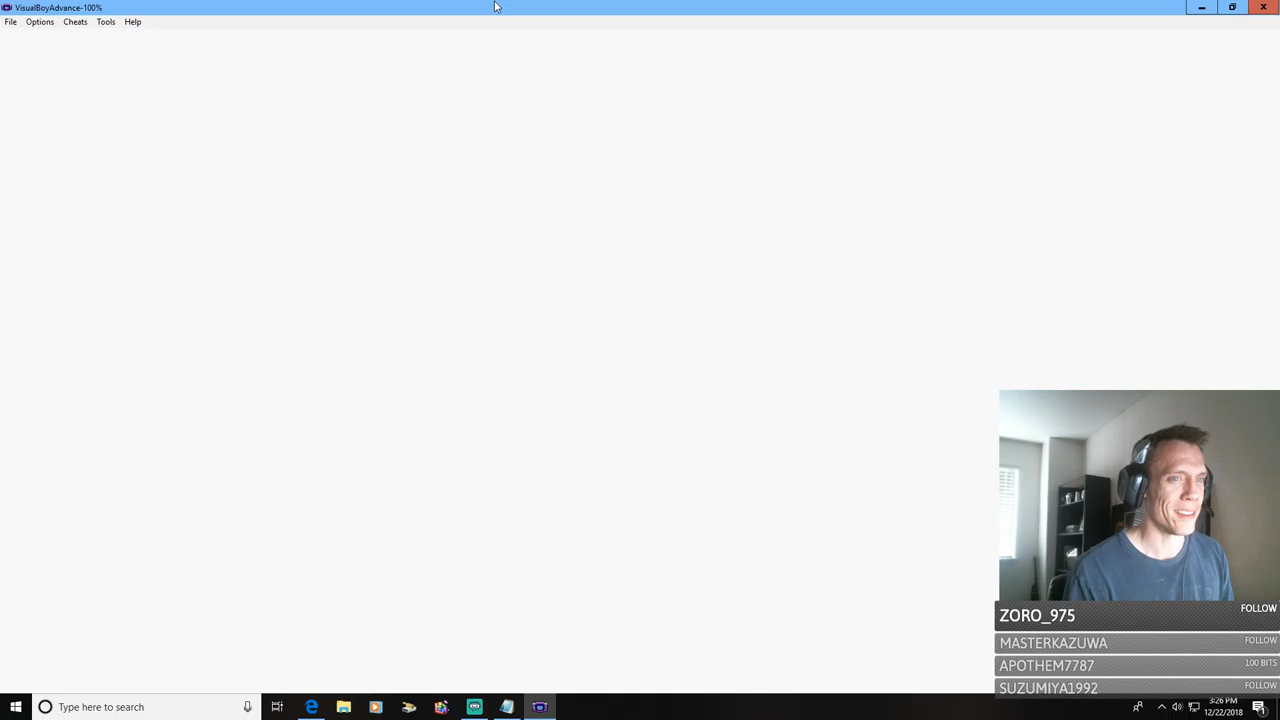 VisualBoyAdvance-100%
File Options Cheats Tools Help
ZORO_975 FOLLOW
MASTERKAZUWA FOLLOW
APOTHEM7787 100 BITS
SUZUMIYA1992 FOLLOW
Type here to search
3:26 PM
12/22/2018